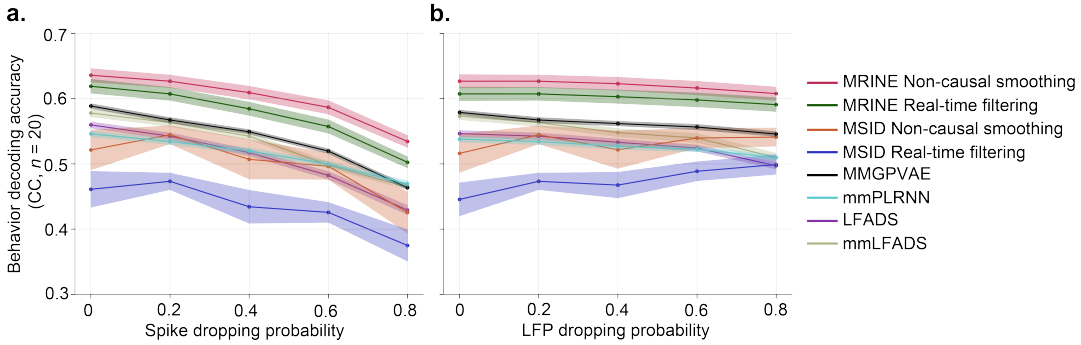 a.
b.
Behavior decoding accuracy
(CC, n = 20)
0.7
0.6
0.5
0.4
0.3
0 0.2 0.4 0.6 0.8
Spike dropping probability
0 0.2 0.4 0.6 0.8
LFP dropping probability
MRINE Non-causal smoothing
MRINE Real-time filtering
MSID Non-causal smoothing
MSID Real-time filtering
MMGPVAE
mmPLRNN
LFADS
mmLFADS